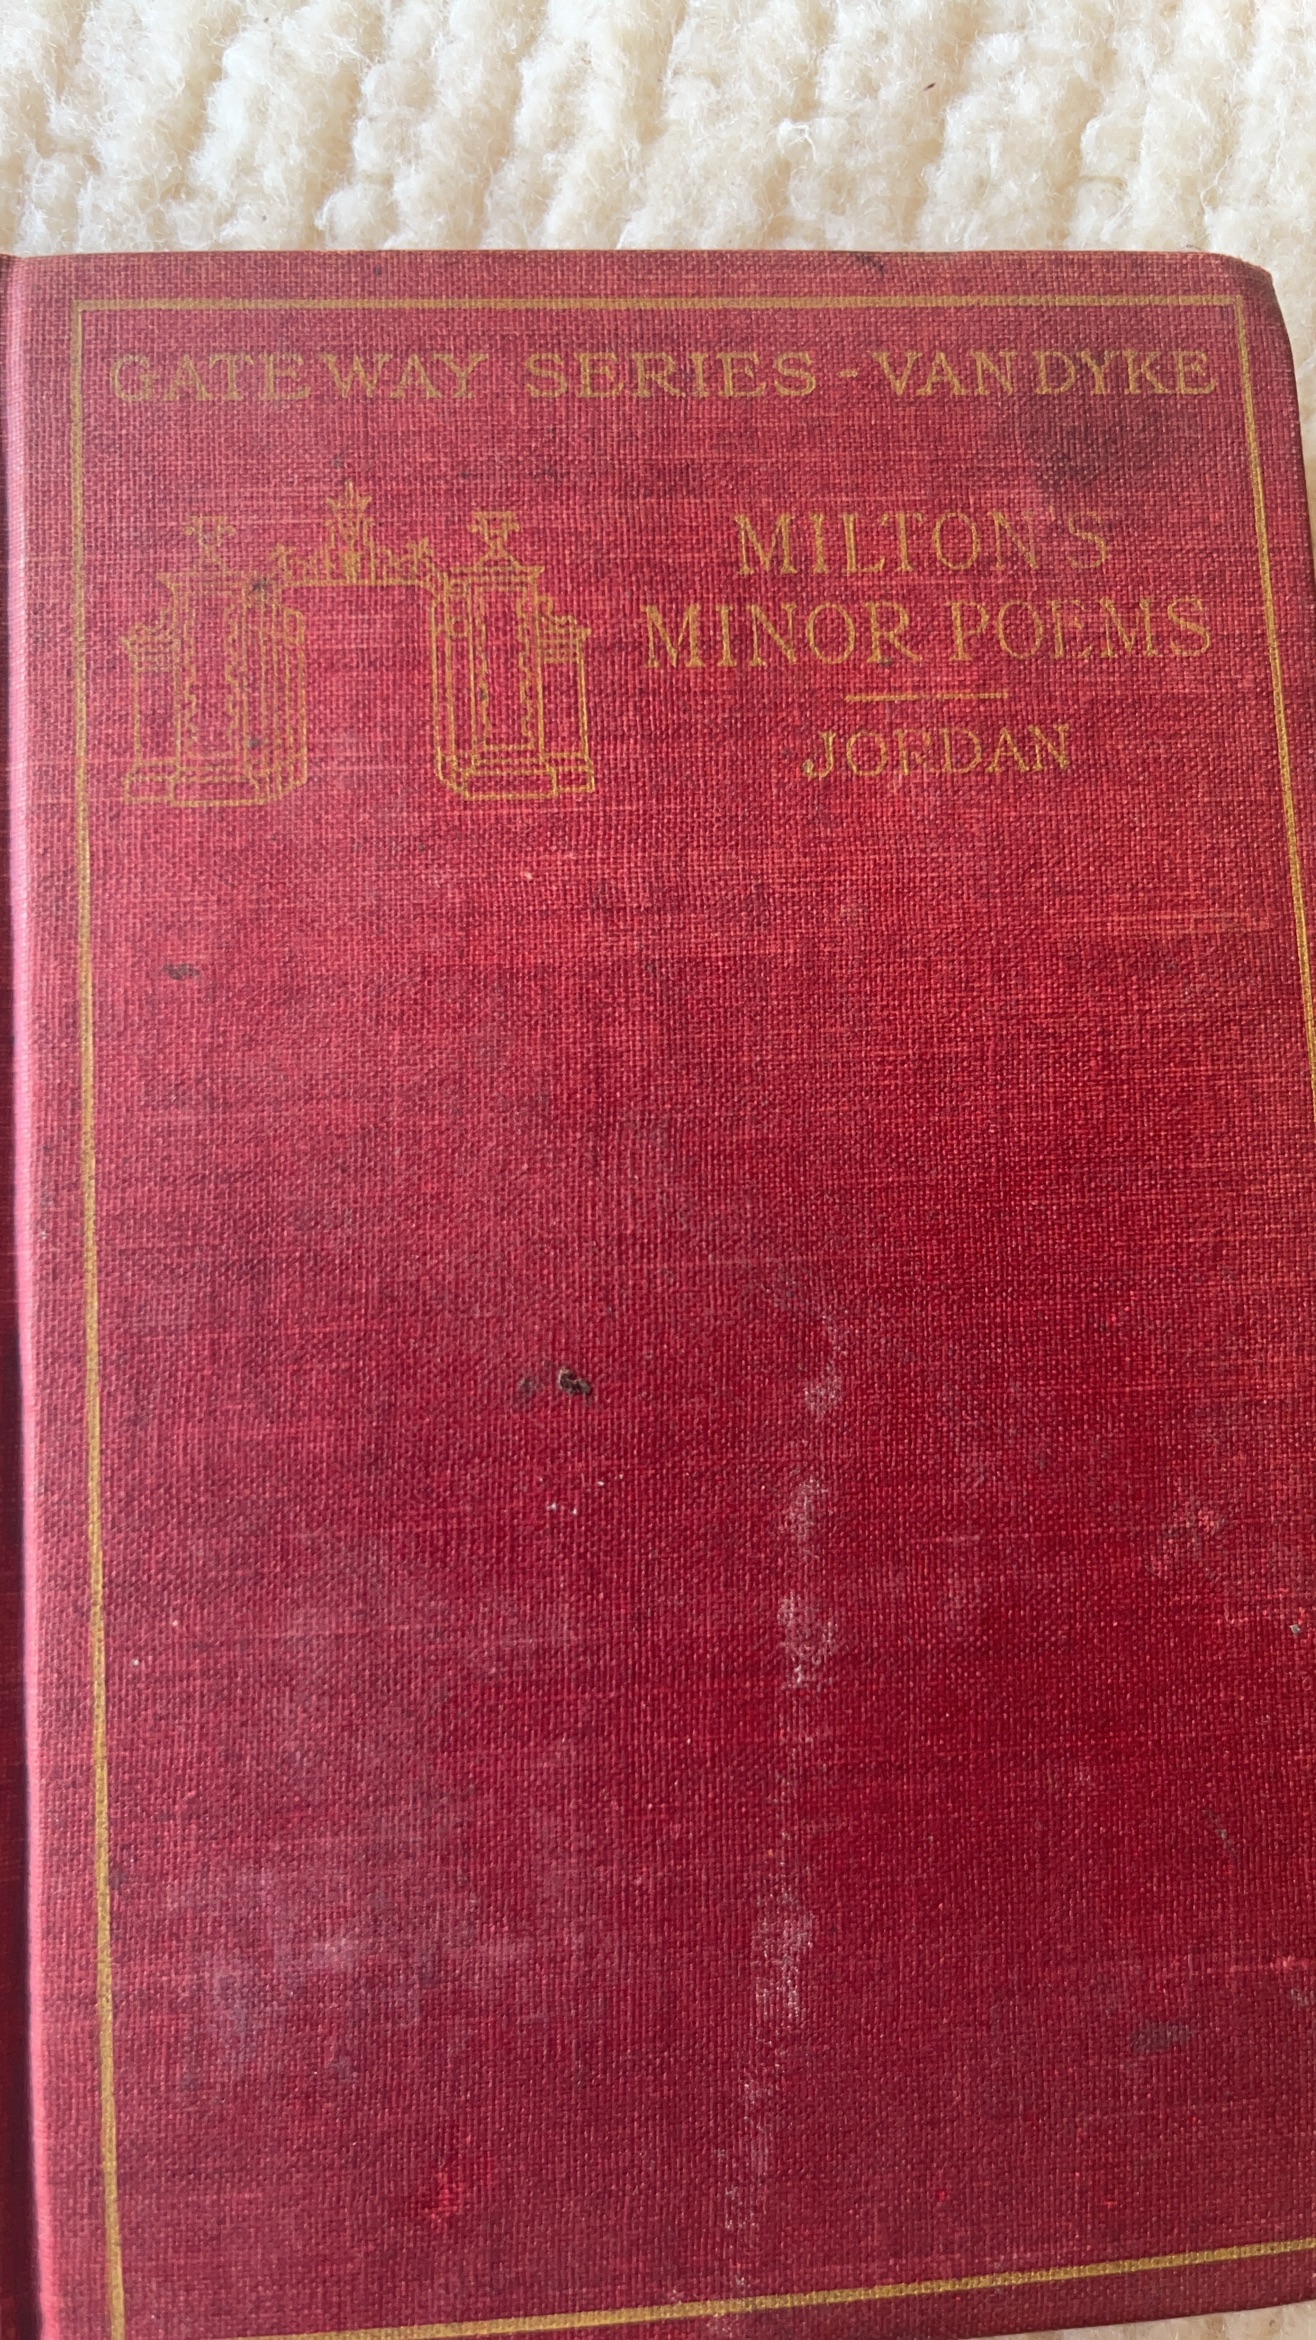 GATEWAY SERIES - VAN DYKE
MILTON'S
MINOR POEMS
JORDAN